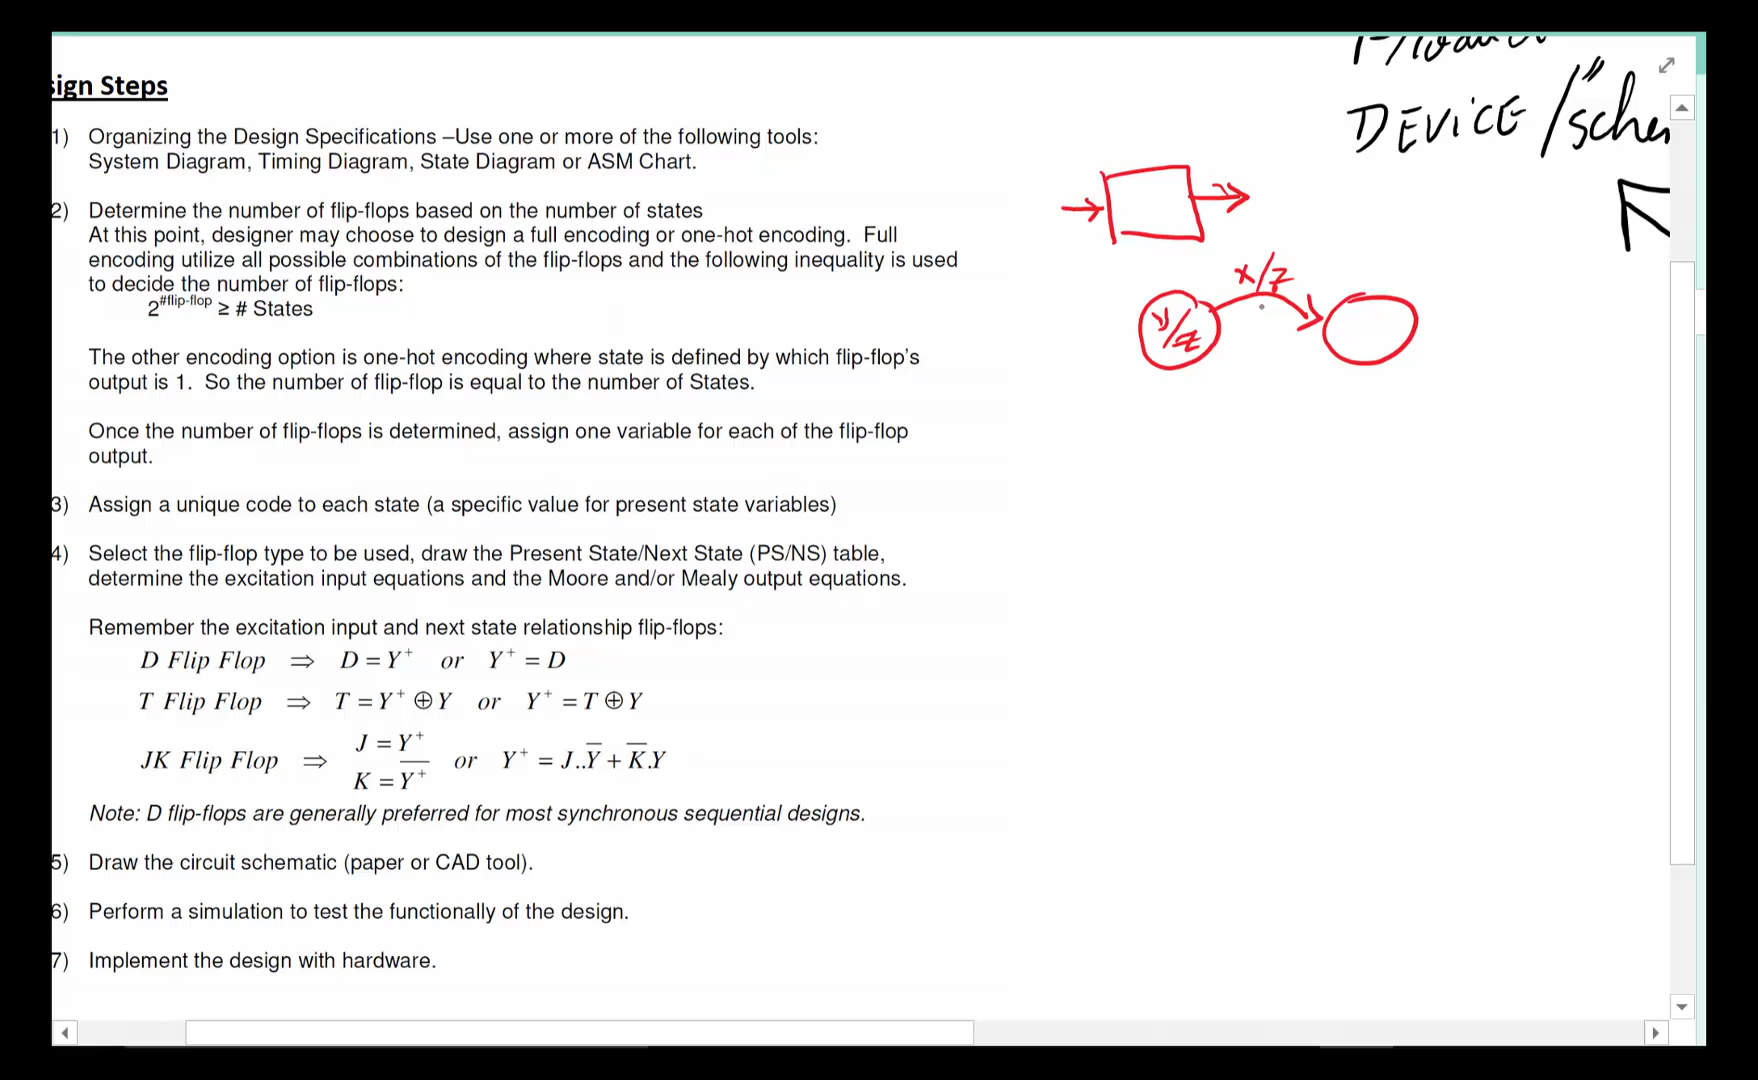 ign Steps
DEVICE /"sche
1) Organizing the Design Specifications –Use one or more of the following tools:
System Diagram, Timing Diagram, State Diagram or ASM Chart.
2) Determine the number of flip-flops based on the number of states
At this point, designer may choose to design a full encoding or one-hot encoding. Full
encoding utilize all possible combinations of the flip-flops and the following inequality is used
to decide the number of flip-flops:
2^#flip-flop ≥ # States
x/z
y/z
The other encoding option is one-hot encoding where state is defined by which flip-flop's
output is 1. So the number of flip-flop is equal to the number of States.
Once the number of flip-flops is determined, assign one variable for each of the flip-flop
output.
3) Assign a unique code to each state (a specific value for present state variables)
4) Select the flip-flop type to be used, draw the Present State/Next State (PS/NS) table,
determine the excitation input equations and the Moore and/or Mealy output equations.
Remember the excitation input and next state relationship flip-flops:
D Flip Flop ⇒ D = Y⁺ or Y⁺ = D
T Flip Flop ⇒ T = Y⁺ ⊕ Y or Y⁺ = T ⊕ Y
JK Flip Flop ⇒ J = Y⁺ K = \overline{Y⁺} or Y⁺ = J..\overline{Y} + \overline{K}.Y
Note: D flip-flops are generally preferred for most synchronous sequential designs.
5) Draw the circuit schematic (paper or CAD tool).
6) Perform a simulation to test the functionally of the design.
7) Implement the design with hardware.